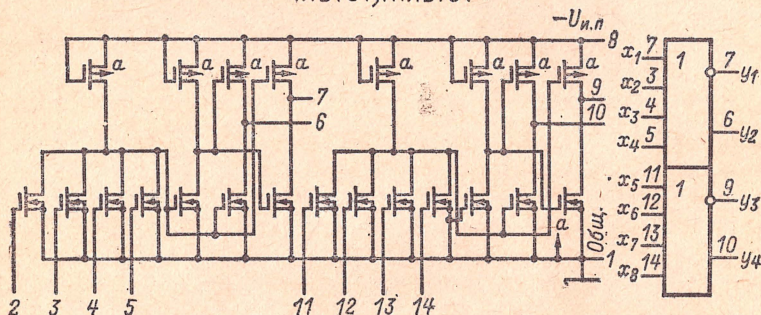 -Uи.п
8
a a a a a a a a
7
6
9
10
a
Общ.
1
2 3 4 5 11 12 13 14
x1 7
x2 3
x3 4
x4 5
x5 11
x6 12
x7 13
x8 14
1
1
7 y1
6 y2
9 y3
10 y4